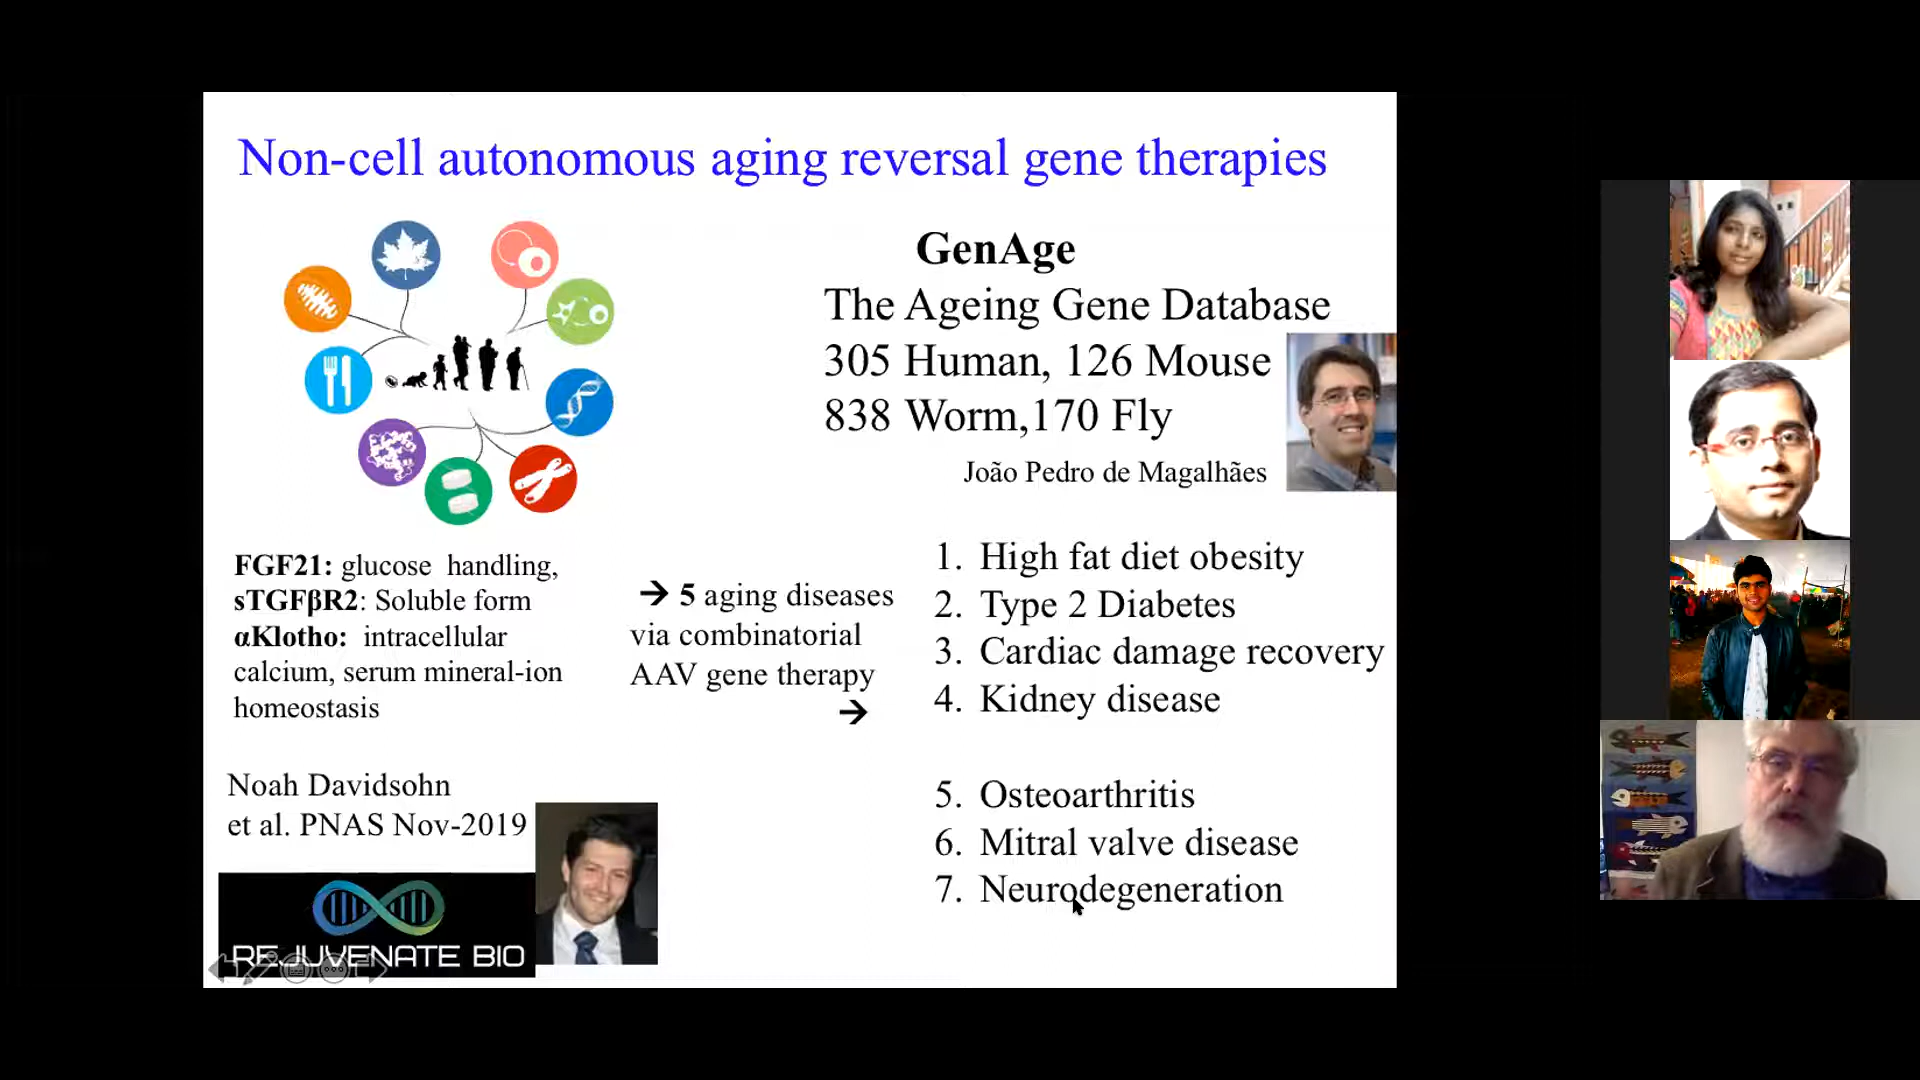 Non-cell autonomous aging reversal gene therapies
GenAge
The Ageing Gene Database
305 Human, 126 Mouse
838 Worm,170 Fly
João Pedro de Magalhães
FGF21: glucose handling,
sTGFβR2: Soluble form
αKlotho: intracellular
calcium, serum mineral-ion
homeostasis
→ 5 aging diseases
via combinatorial
AAV gene therapy
→
1. High fat diet obesity
2. Type 2 Diabetes
3. Cardiac damage recovery
4. Kidney disease
5. Osteoarthritis
6. Mitral valve disease
7. Neurodegeneration
Noah Davidsohn
et al. PNAS Nov-2019
REJUVENATE BIO